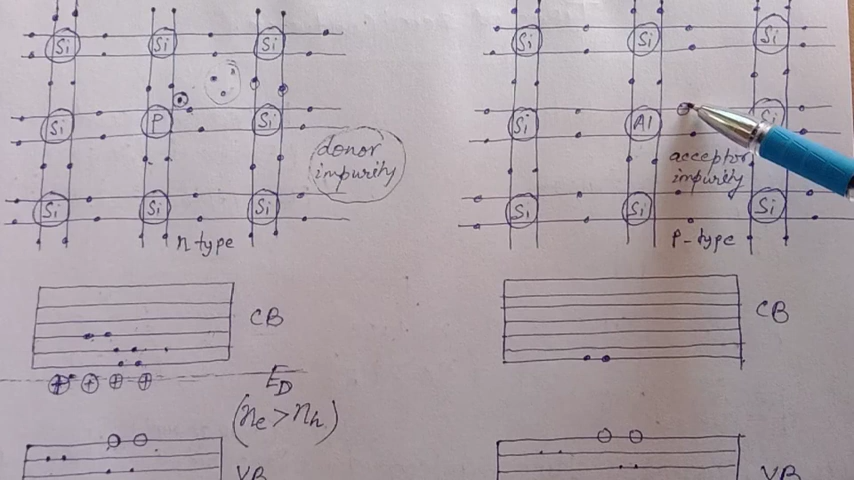 Si Si Si
Si P Si
donor
impurity
Si Si Si
n type
CB
ED
(ne > nh)
VB
Si Si Si
Si Al Si
acceptor
impurity
Si Si Si
P-type
CB
VB